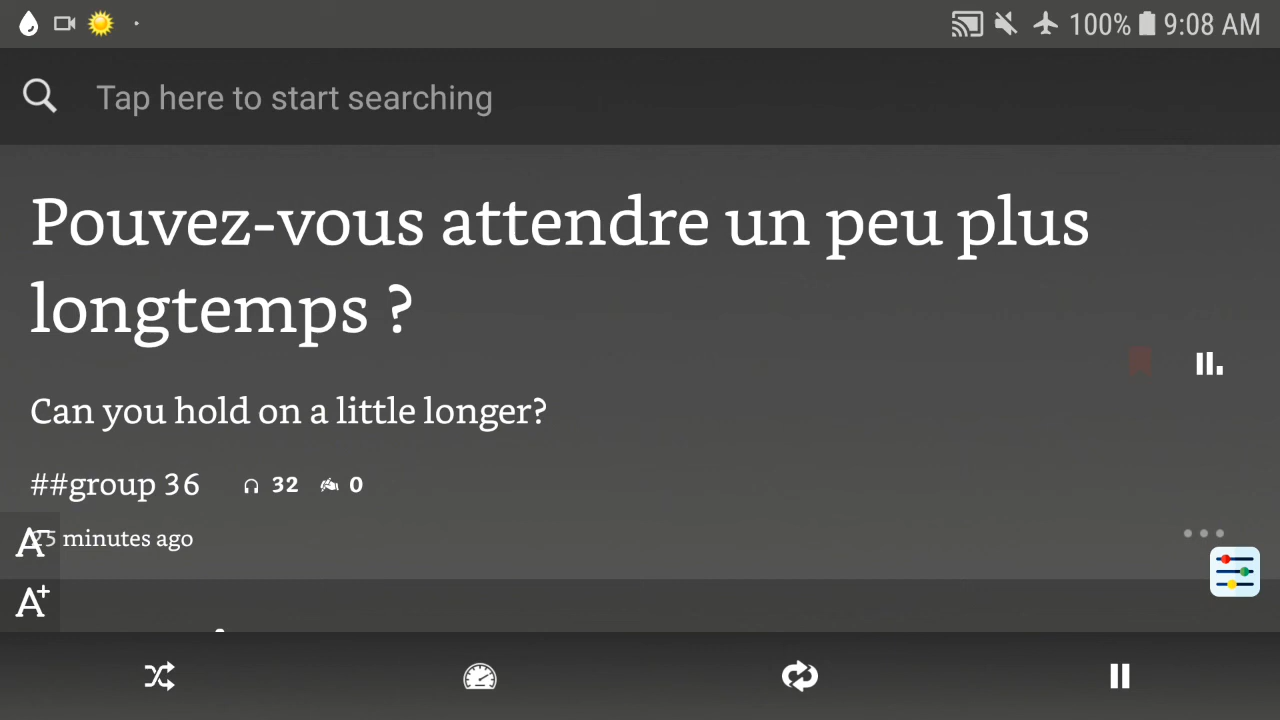 100% 9:08 AM
Tap here to start searching
Pouvez-vous attendre un peu plus
longtemps ?
Can you hold on a little longer?
##group 36 32 0
25 minutes ago
A-
A+